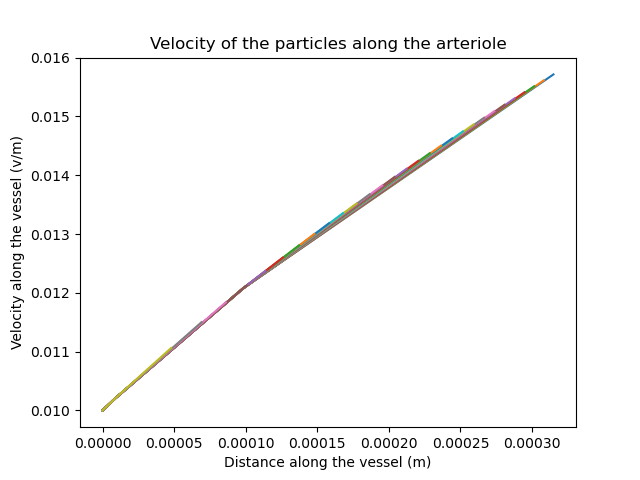 Velocity of the particles along the arteriole
0.016
0.015
0.014
0.013
0.012
0.011
0.010
Velocity along the vessel (v/m)
0.00000 0.00005 0.00010 0.00015 0.00020 0.00025 0.00030
Distance along the vessel (m)